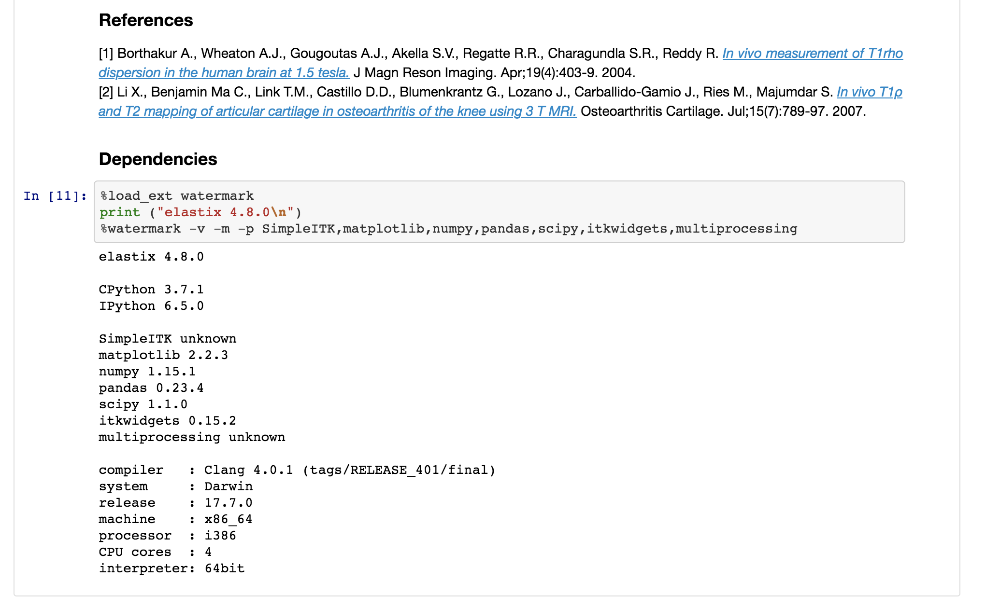 References
[1] Borthakur A., Wheaton A.J., Gougoutas A.J., Akella S.V., Regatte R.R., Charagundla S.R., Reddy R. In vivo measurement of T1rho
dispersion in the human brain at 1.5 tesla. J Magn Reson Imaging. Apr;19(4):403-9. 2004.
[2] Li X., Benjamin Ma C., Link T.M., Castillo D.D., Blumenkrantz G., Lozano J., Carballido-Gamio J., Ries M., Majumdar S. In vivo T1ρ
and T2 mapping of articular cartilage in osteoarthritis of the knee using 3 T MRI. Osteoarthritis Cartilage. Jul;15(7):789-97. 2007.
Dependencies
In [11]: %load_ext watermark
print ("elastix 4.8.0\n")
%watermark -v -m -p SimpleITK,matplotlib,numpy,pandas,scipy,itkwidgets,multiprocessing
elastix 4.8.0
CPython 3.7.1
IPython 6.5.0
SimpleITK unknown
matplotlib 2.2.3
numpy 1.15.1
pandas 0.23.4
scipy 1.1.0
itkwidgets 0.15.2
multiprocessing unknown
compiler   : Clang 4.0.1 (tags/RELEASE_401/final)
system     : Darwin
release    : 17.7.0
machine    : x86_64
processor  : i386
CPU cores  : 4
interpreter: 64bit